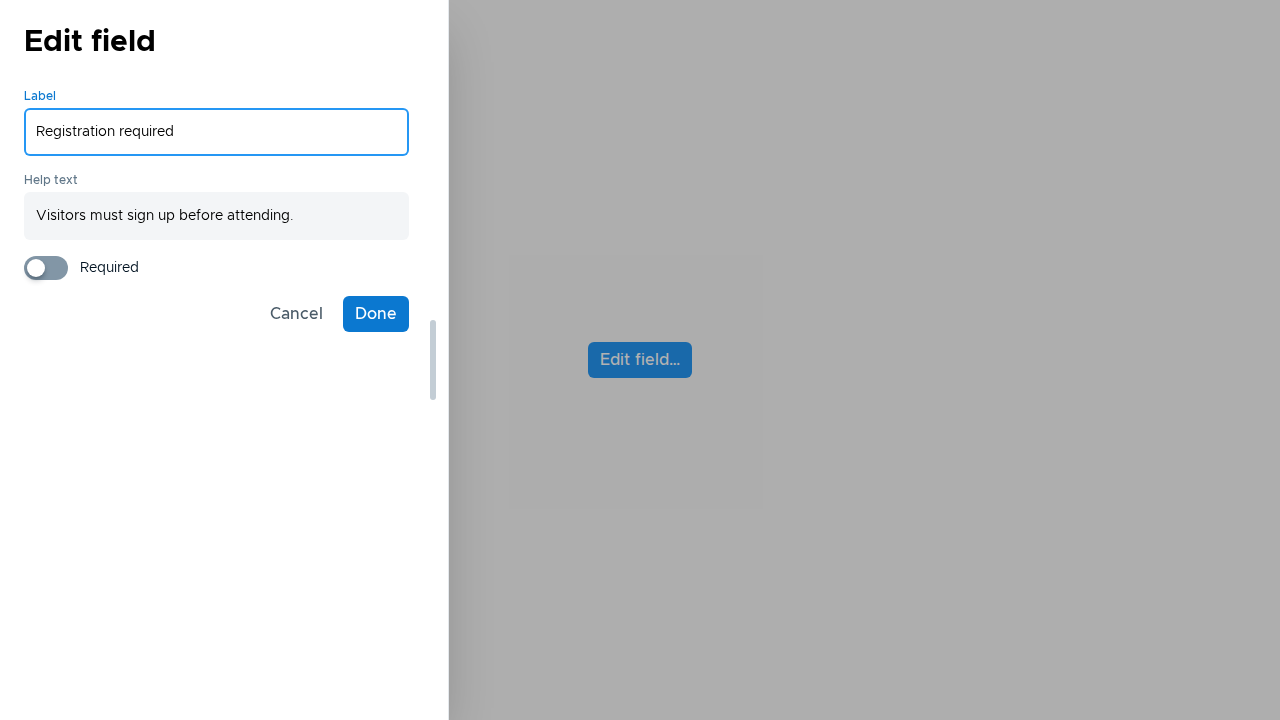 Edit field
Label
Registration required
Help text
Visitors must sign up before attending.
Required
Cancel
Done
Edit field...